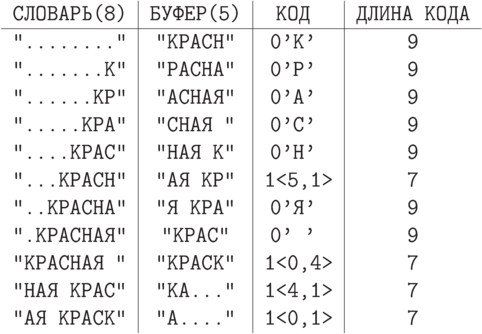 СЛОВАРЬ(8) БУФЕР(5) КОД ДЛИНА КОДА
"........" "КРАСН" 0'К' 9
".......К" "РАСНА" 0'Р' 9
"......КР" "АСНАЯ" 0'А' 9
".....КРА" "СНАЯ " 0'С' 9
"....КРАС" "НАЯ К" 0'Н' 9
"...КРАСН" "АЯ КР" 1<5,1> 7
"..КРАСНА" "Я КРА" 0'Я' 9
".КРАСНАЯ" "КРАС" 0' ' 9
"КРАСНАЯ " "КРАСК" 1<0,4> 7
"НАЯ КРАС" "КА..." 1<4,1> 7
"АЯ КРАСК" "А...." 1<0,1> 7